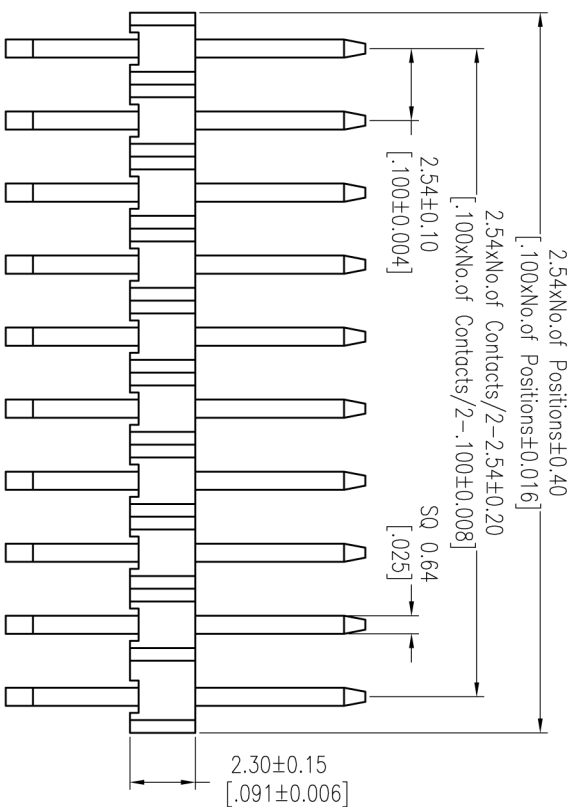 2.54xNo.of Positions±0.40
[.100xNo.of Positions±0.016]
2.54xNo.of Contacts/2-2.54±0.20
[.100xNo.of Contacts/2-.100±0.008]
2.54±0.10
[.100±0.004]
SQ 0.64
[.025]
2.30±0.15
[.091±0.006]